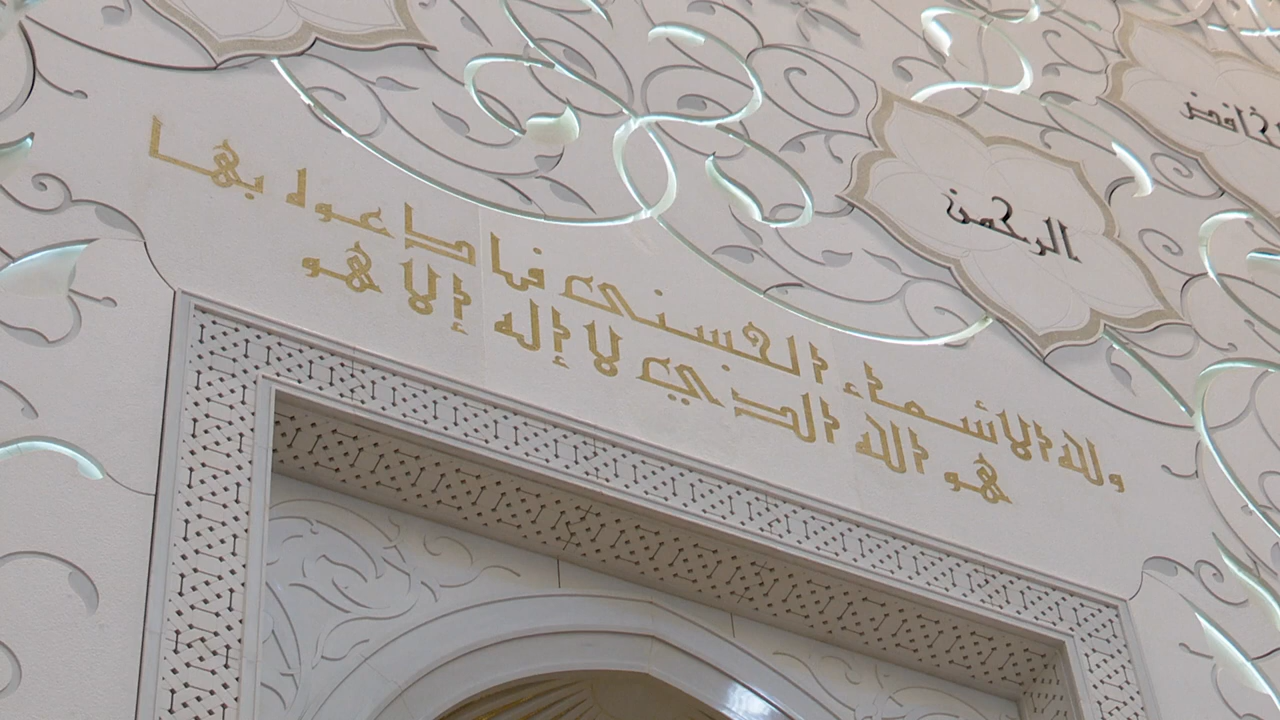 ولله الأسماء الحسنى فادعوه بها
هو الله الذي لا إله إلا هو
الرحمن